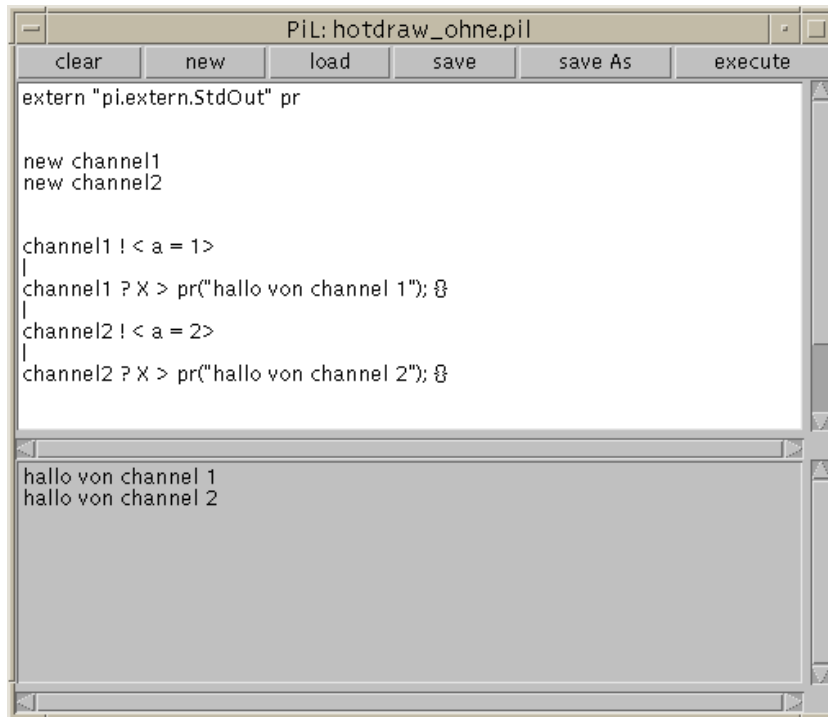 PiL: hotdraw_ohne.pil
clear new load save save As execute
extern "pi.extern.StdOut" pr
new channel1
new channel2
channel1 ! < a = 1>
|
channel1 ? X > pr("hallo von channel 1"); {}
|
channel2 ! < a = 2>
|
channel2 ? X > pr("hallo von channel 2"); {}
hallo von channel 1
hallo von channel 2